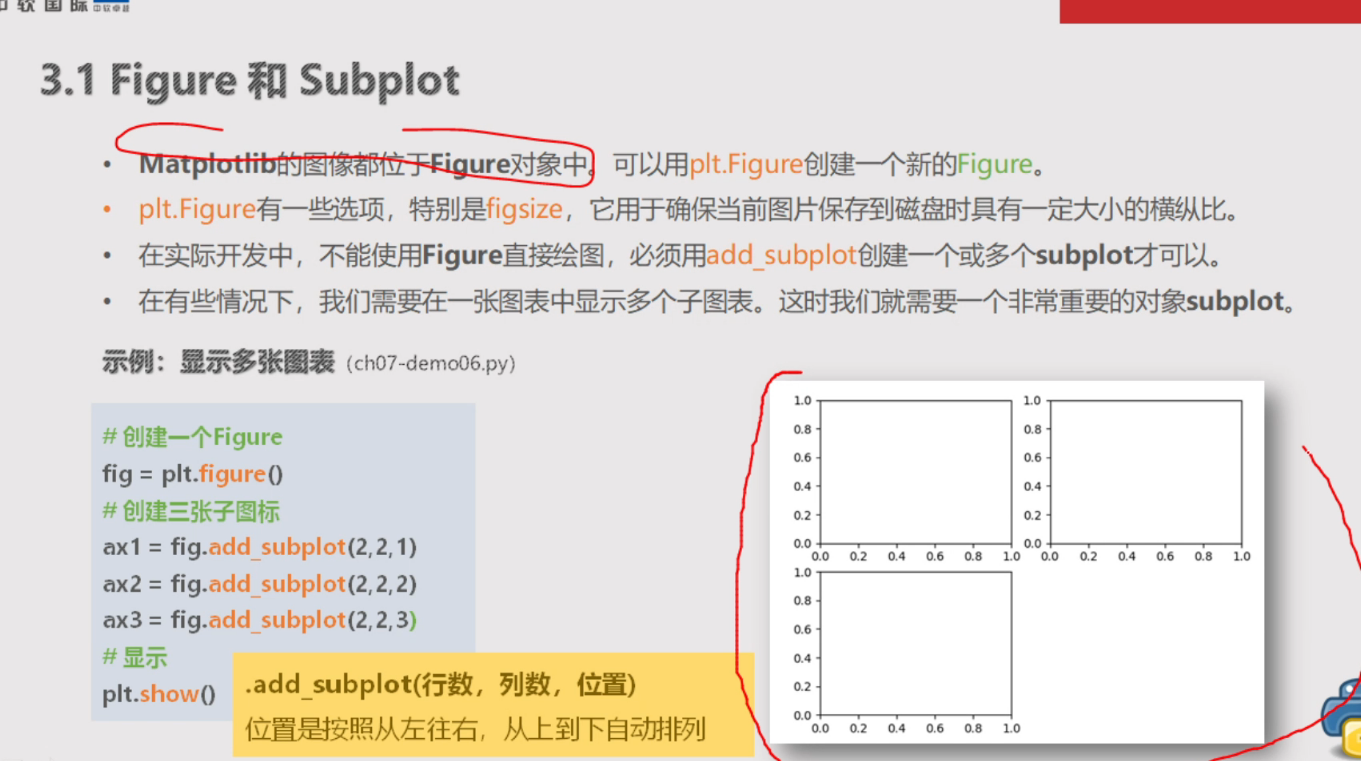 中软国际 中软卓越
3.1 Figure 和 Subplot
• Matplotlib的图像都位于Figure对象中。可以用plt.Figure创建一个新的Figure。
• plt.Figure有一些选项，特别是figsize，它用于确保当前图片保存到磁盘时具有一定大小的横纵比。
• 在实际开发中，不能使用Figure直接绘图，必须用add_subplot创建一个或多个subplot才可以。
• 在有些情况下，我们需要在一张图表中显示多个子图表。这时我们就需要一个非常重要的对象subplot。
示例：显示多张图表（ch07-demo06.py）
# 创建一个Figure
fig = plt.figure()
# 创建三张子图标
ax1 = fig.add_subplot(2,2,1)
ax2 = fig.add_subplot(2,2,2)
ax3 = fig.add_subplot(2,2,3)
# 显示
plt.show()
.add_subplot(行数，列数，位置)
位置是按照从左往右，从上到下自动排列
1.0
0.8
0.6
0.4
0.2
0.0
0.0 0.2 0.4 0.6 0.8 1.0
1.0
0.8
0.6
0.4
0.2
0.0
0.0 0.2 0.4 0.6 0.8 1.0
1.0
0.8
0.6
0.4
0.2
0.0
0.0 0.2 0.4 0.6 0.8 1.0